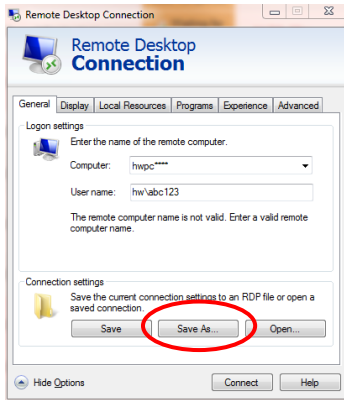 Remote Desktop Connection
Remote Desktop
Connection
General Display Local Resources Programs Experience Advanced
Logon settings
Enter the name of the remote computer.
Computer: hwpc****
User name: hw\abc123
The remote computer name is not valid. Enter a valid remote
computer name.
Connection settings
Save the current connection settings to an RDP file or open a
saved connection.
Save Save As... Open...
Hide Options Connect Help